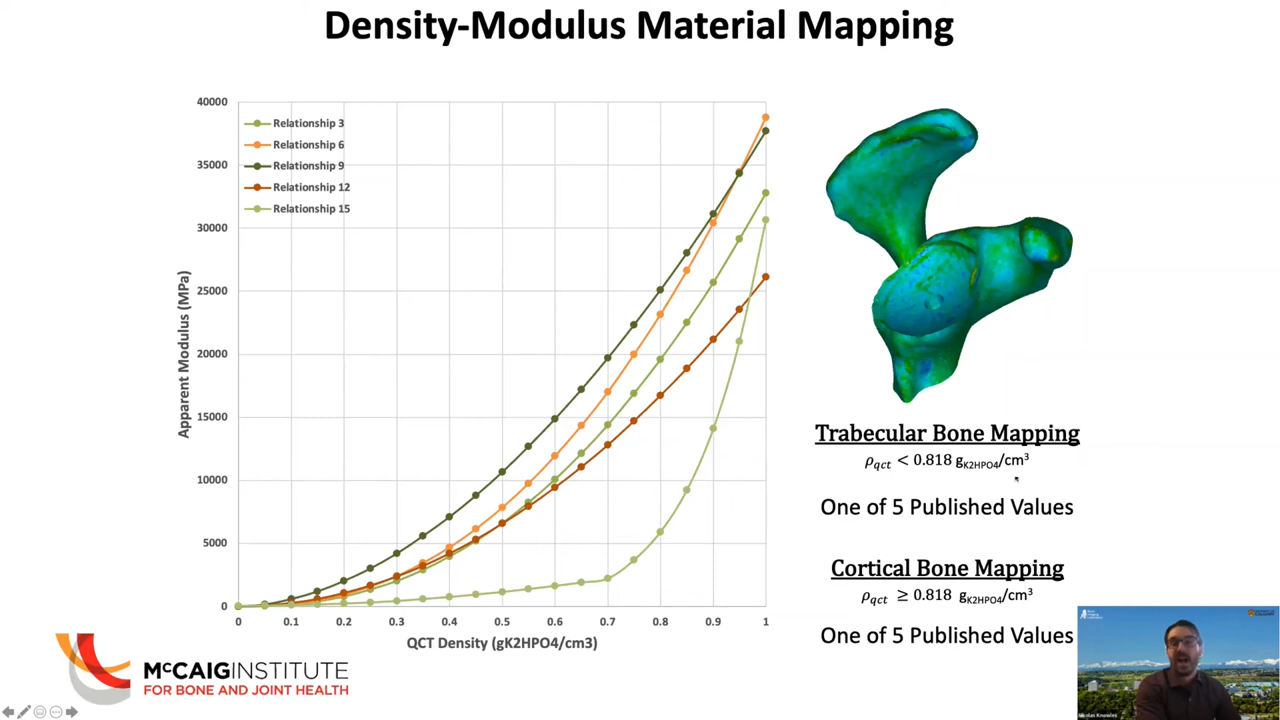 Density-Modulus Material Mapping
40000
35000
30000
25000
20000
15000
10000
5000
0
Apparent Modulus (MPa)
Relationship 3
Relationship 6
Relationship 9
Relationship 12
Relationship 15
0 0.1 0.2 0.3 0.4 0.5 0.6 0.7 0.8 0.9 1
QCT Density (gK2HPO4/cm3)
Trabecular Bone Mapping
ρqct < 0.818 gK2HPO4/cm³
One of 5 Published Values
Cortical Bone Mapping
ρqct ≥ 0.818 gK2HPO4/cm³
One of 5 Published Values
McCAIG INSTITUTE
FOR BONE AND JOINT HEALTH
Nicolas Knowles